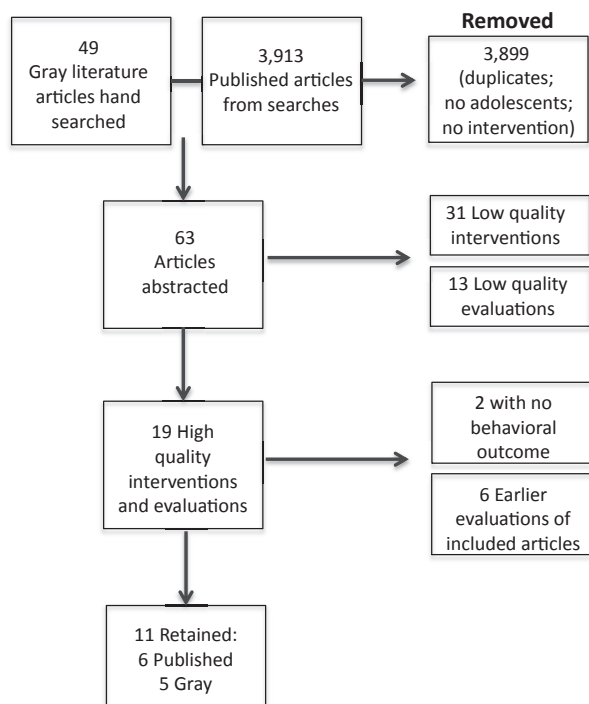 49
Gray literature
articles hand
searched
3,913
Published articles
from searches
Removed
3,899
(duplicates;
no adolescents;
no intervention)
63
Articles
abstracted
31 Low quality
interventions
13 Low quality
evaluations
19 High
quality
interventions
and evaluations
2 with no
behavioral
outcome
6 Earlier
evaluations of
included articles
11 Retained:
6 Published
5 Gray